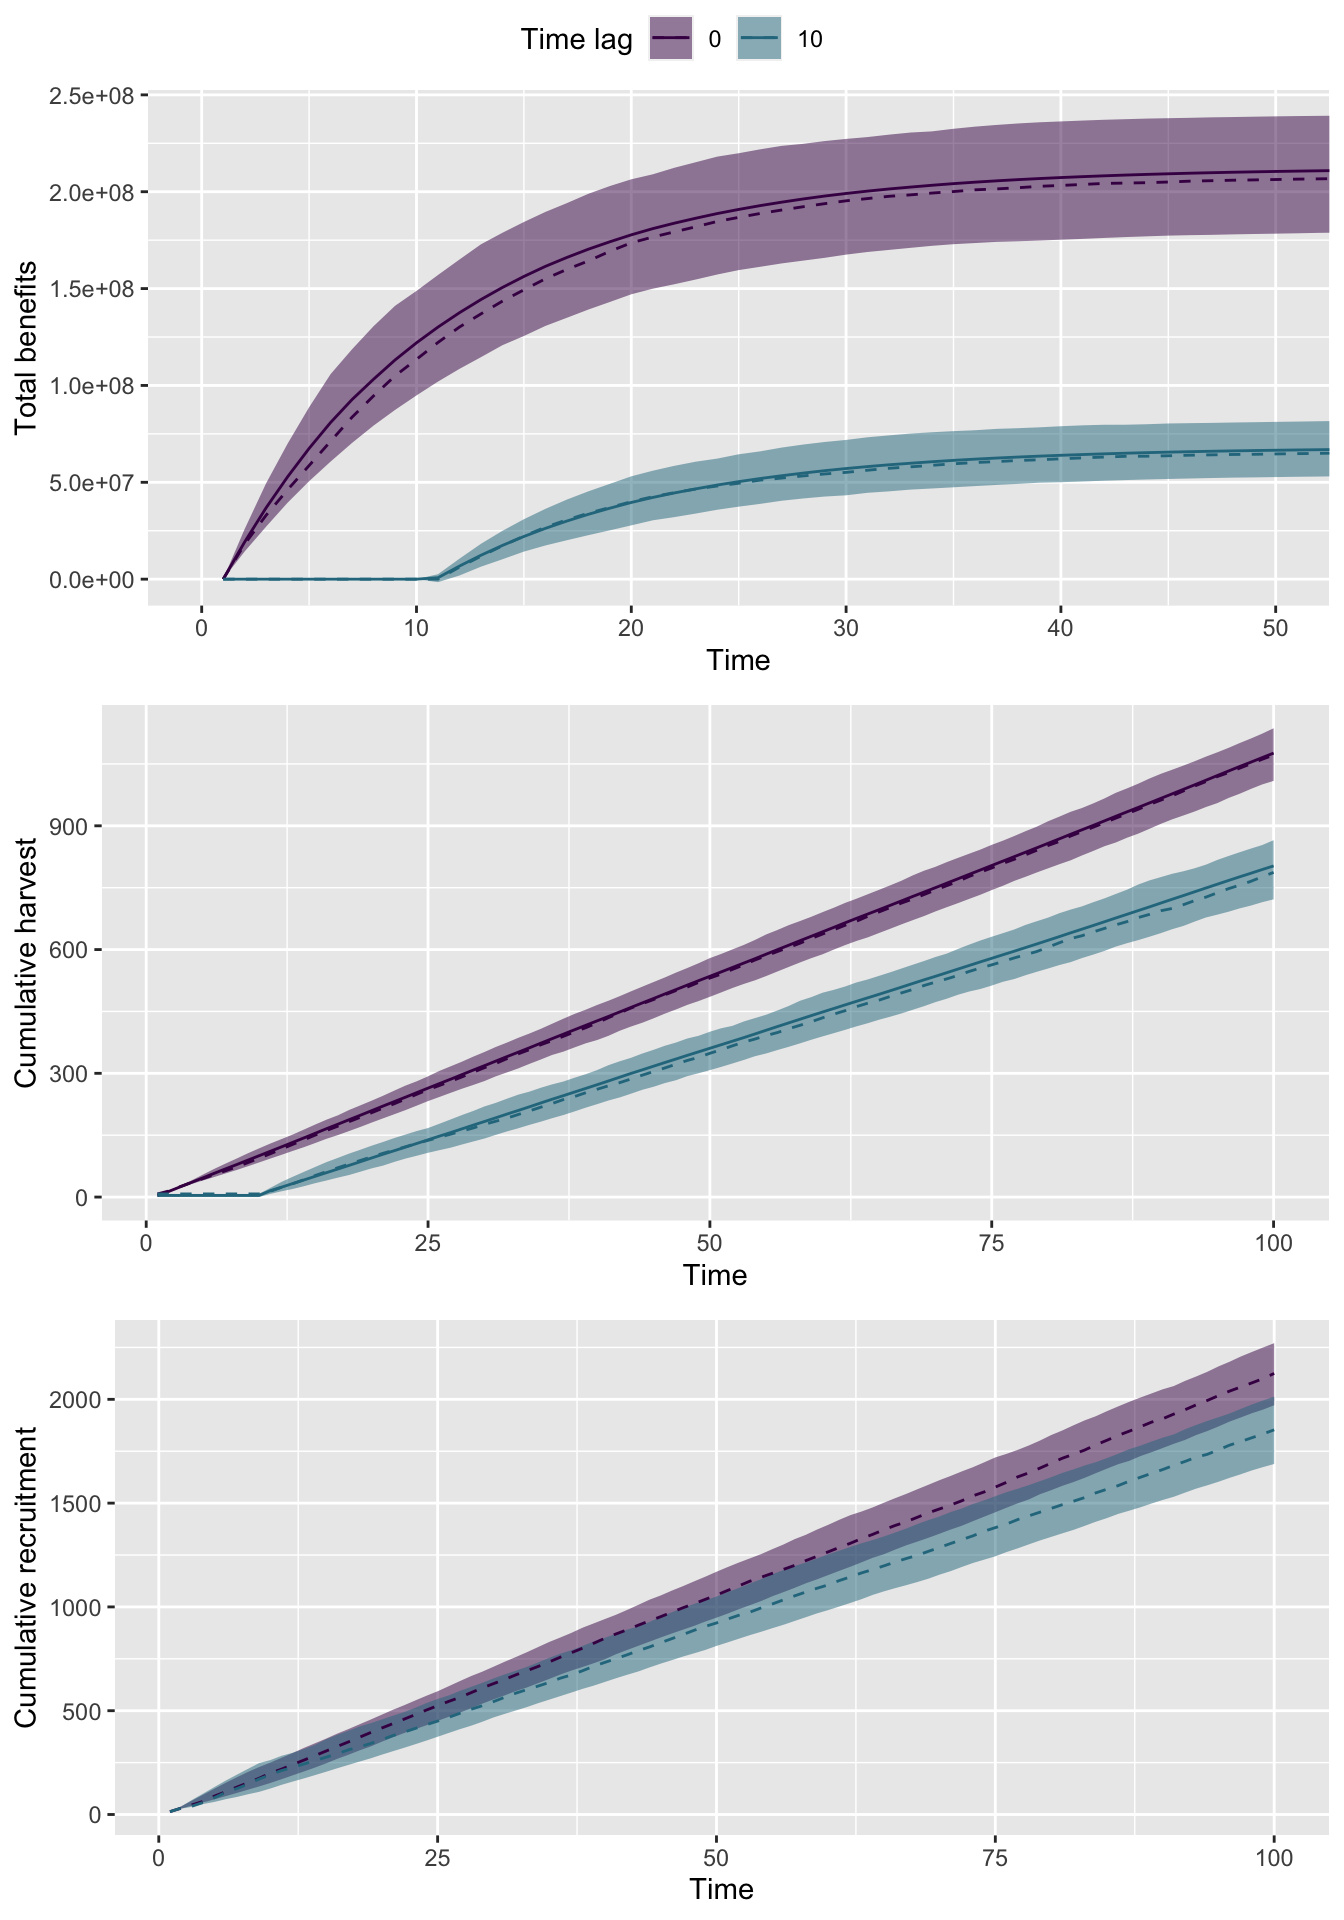 Time lag 0 10
2.5e+08
2.0e+08
1.5e+08
1.0e+08
5.0e+07
0.0e+00
Total benefits
0 10 20 30 40 50
Time
900
600
300
0
Cumulative harvest
0 25 50 75 100
Time
2000
1500
1000
500
0
Cumulative recruitment
0 25 50 75 100
Time